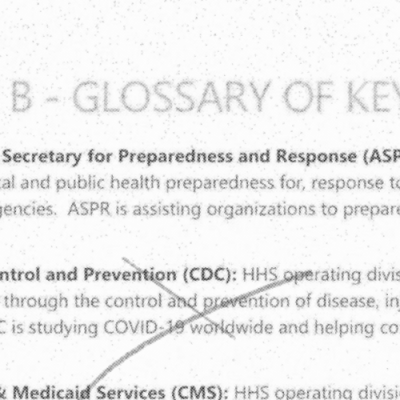 B - GLOSSARY OF KEY
Secretary for Preparedness and Response (ASP
al and public health preparedness for, response to
gencies. ASPR is assisting organizations to prepare
ntrol and Prevention (CDC): HHS operating divis
through the control and prevention of disease, inj
C is studying COVID-19 worldwide and helping co
& Medicaid Services (CMS): HHS operating divisi